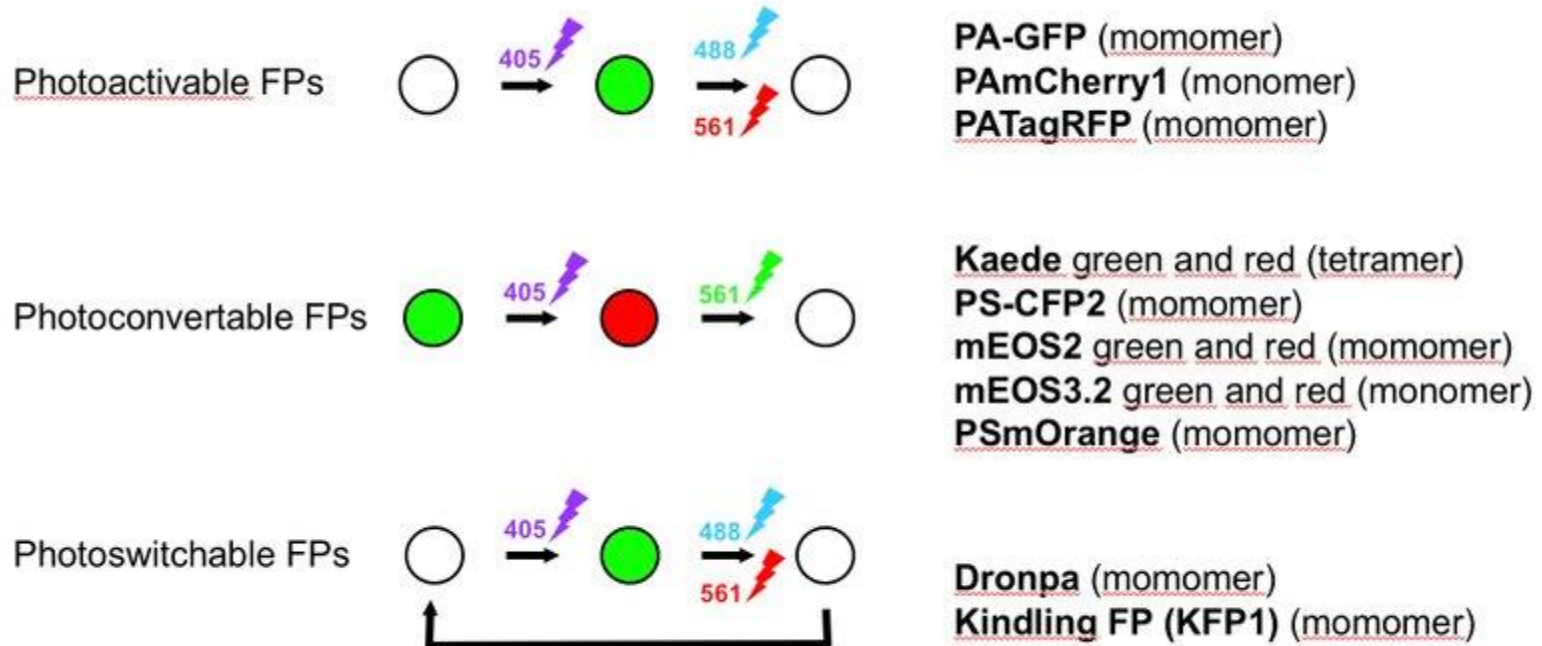 Photoactivable FPs
405
488
561
PA-GFP (momomer)
PAmCherry1 (monomer)
PATagRFP (momomer)
Photoconvertable FPs
405
561
Kaede green and red (tetramer)
PS-CFP2 (momomer)
mEOS2 green and red (momomer)
mEOS3.2 green and red (monomer)
PSmOrange (momomer)
Photoswitchable FPs
405
488
561
Dronpa (momomer)
Kindling FP (KFP1) (momomer)